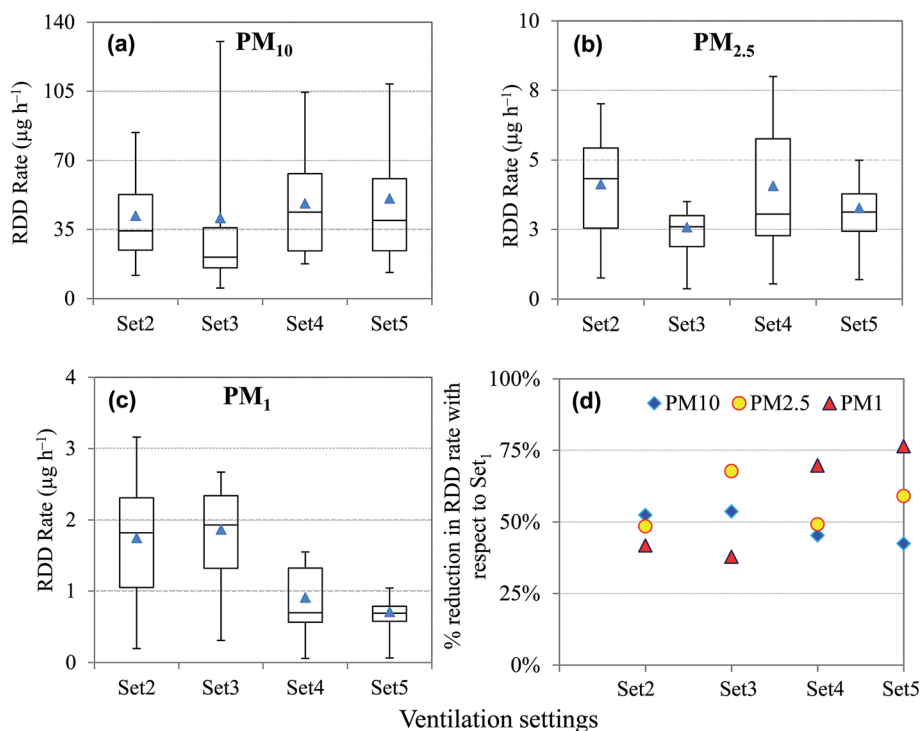 (a) PM₁₀
RDD Rate (µg h⁻¹)
140
105
70
35
0
Set2 Set3 Set4 Set5
(b) PM₂.₅
RDD Rate (µg h⁻¹)
10
8
5
3
0
Set2 Set3 Set4 Set5
(c) PM₁
RDD Rate (µg h⁻¹)
4
3
2
1
0
Set2 Set3 Set4 Set5
(d) PM10 PM2.5 PM1
% reduction in RDD rate with
respect to Set₁
100%
75%
50%
25%
0%
Set2 Set3 Set4 Set5
Ventilation settings